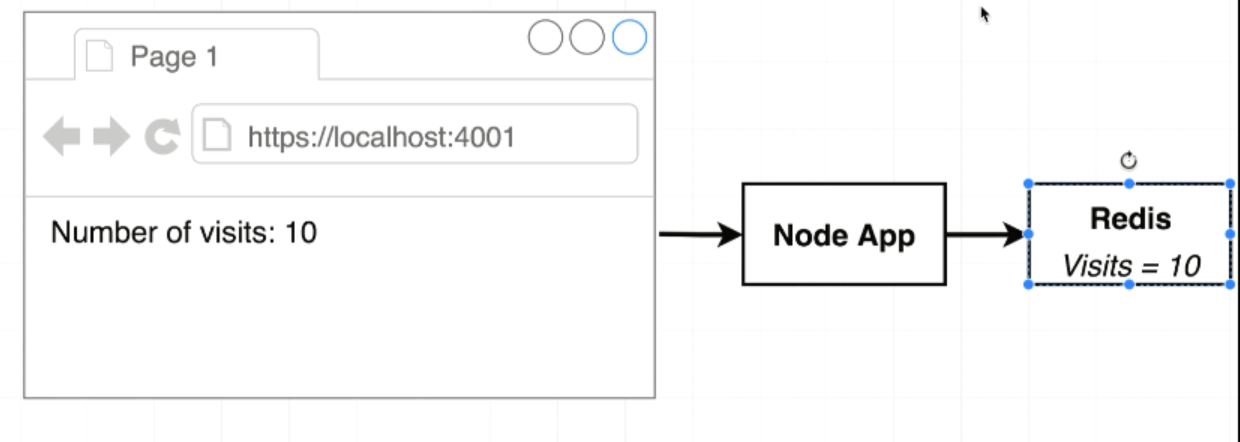 Page 1
https://localhost:4001
Number of visits: 10
Node App
Redis
Visits = 10